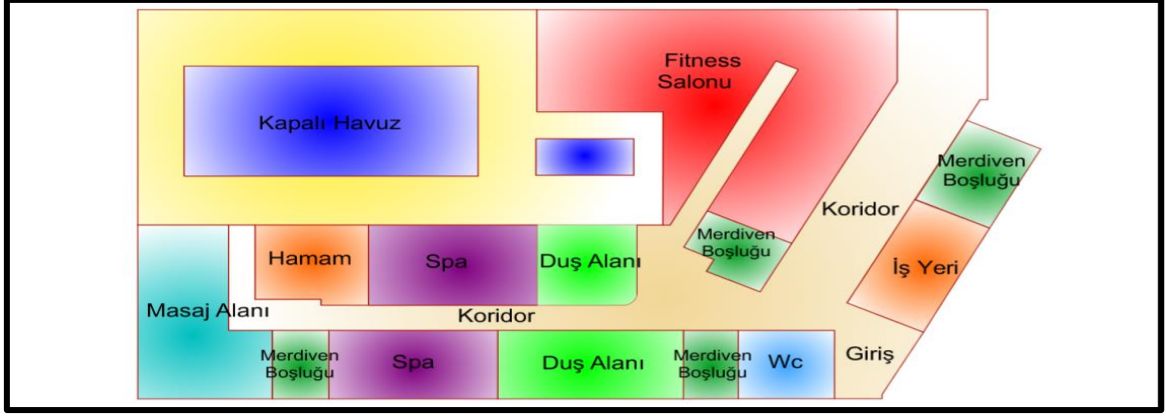 Fitness
Salonu
Kapalı Havuz
Merdiven
Boşluğu
Koridor
Merdiven
Boşluğu
Hamam
Spa
Duş Alanı
İş Yeri
Masaj Alanı
Koridor
Merdiven
Boşluğu
Spa
Duş Alanı
Merdiven
Boşluğu
Wc
Giriş